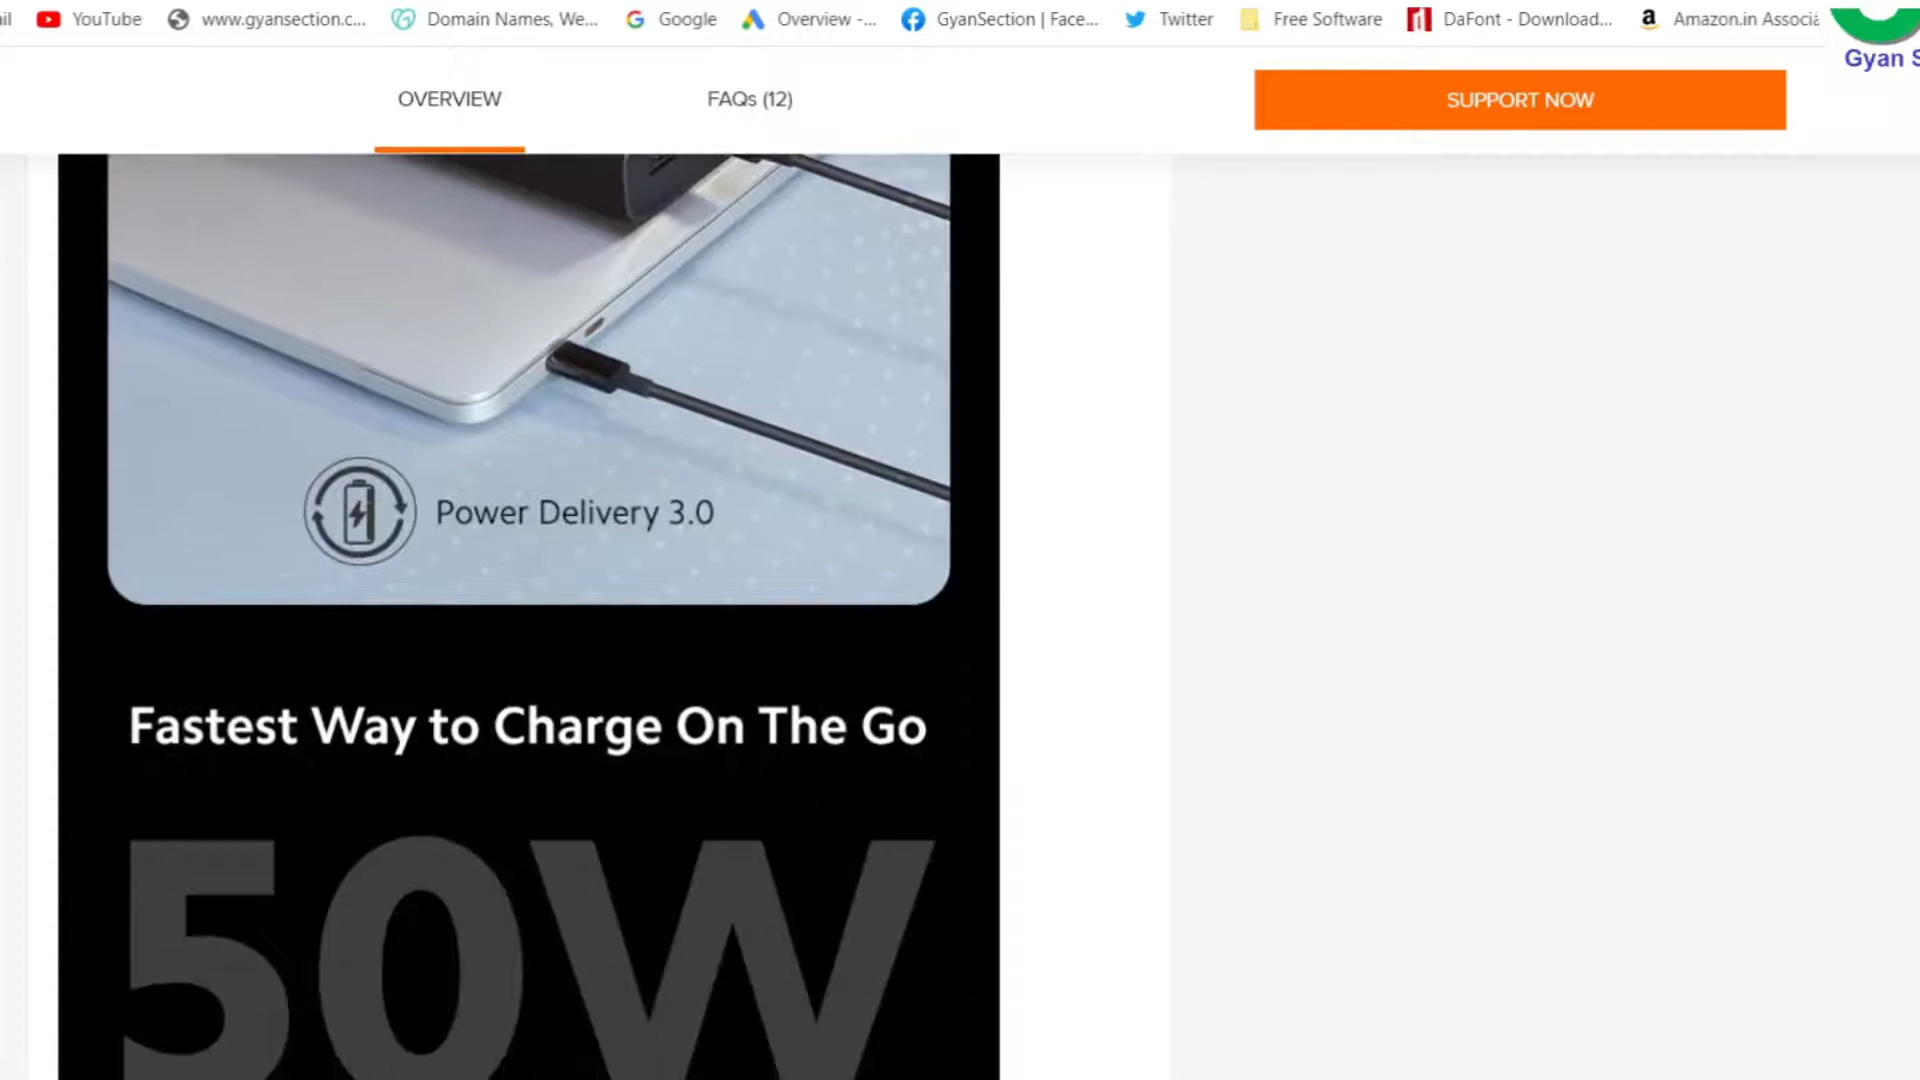 il YouTube www.gyansection.c... Domain Names, We... Google Overview -... GyanSection | Face... Twitter Free Software DaFont - Download... Amazon.in Associa
Gyan S
OVERVIEW FAQs (12) SUPPORT NOW
Power Delivery 3.0
Fastest Way to Charge On The Go
50W